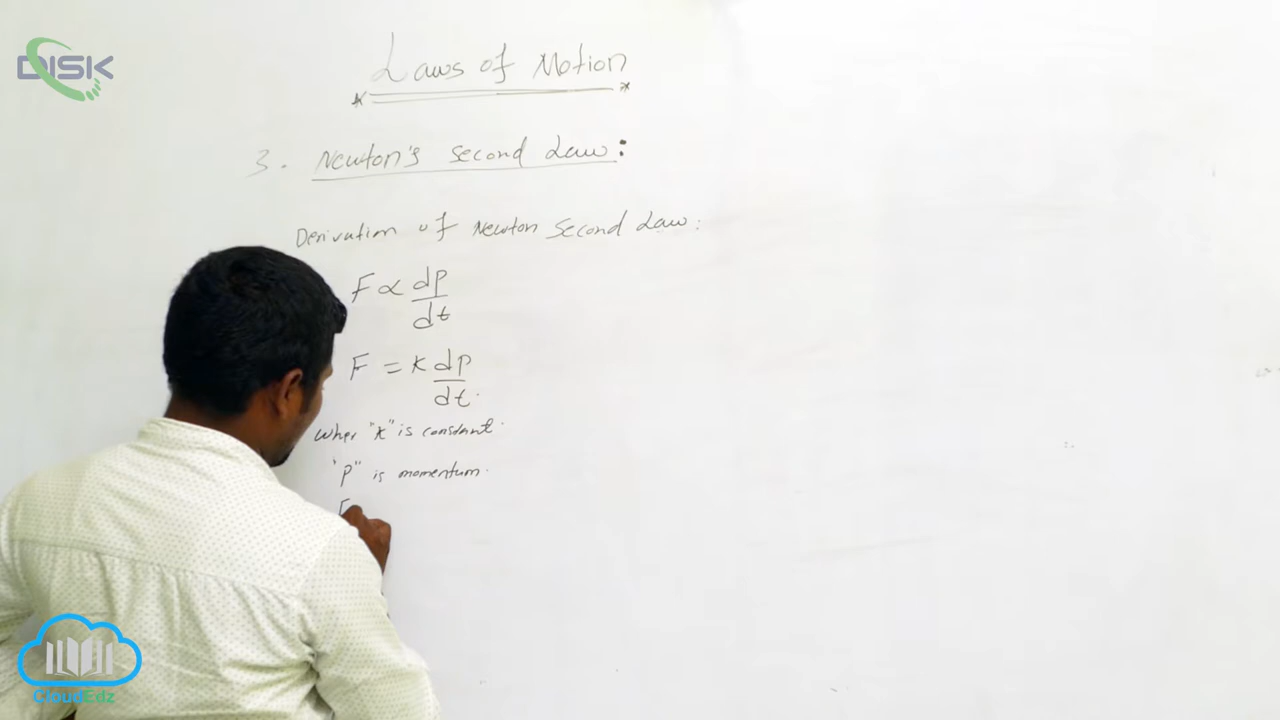 DISK
Laws of Motion
3. Newton's second Law:
Derivation of Newton Second Law:
F ∝ dp/dt
F = K dp/dt.
Wher "K" is constant.
"P" is momentum.
F
CloudEdz